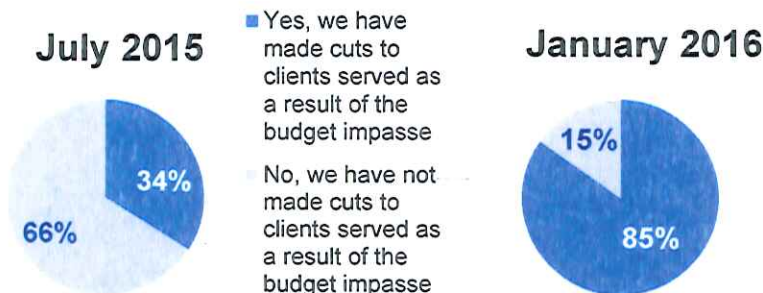 July 2015
34%
66%
Yes, we have
made cuts to
clients served as
a result of the
budget impasse
No, we have not
made cuts to
clients served as
a result of the
budget impasse
January 2016
15%
85%